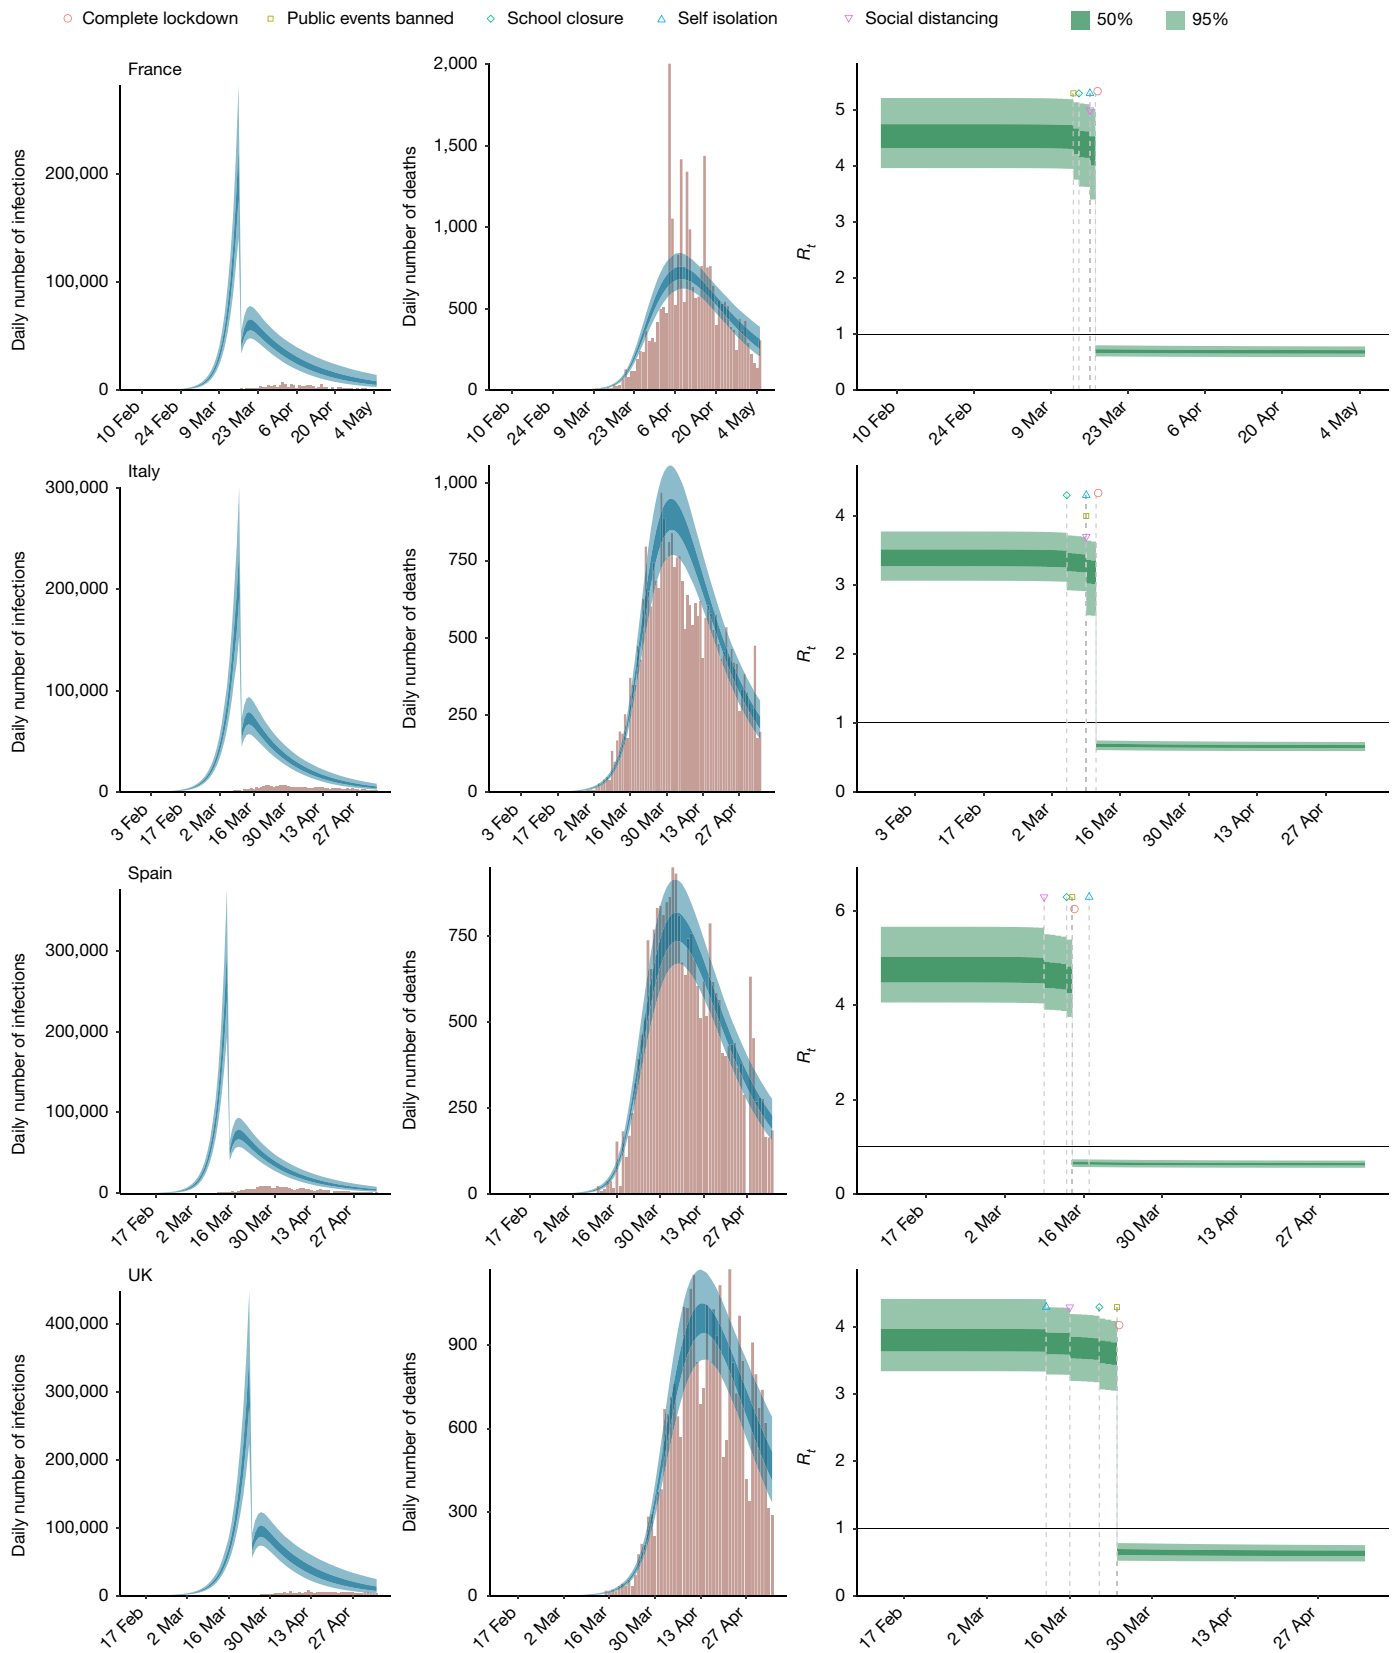 Complete lockdown Public events banned School closure Self isolation Social distancing 50% 95%
France
Daily number of infections
200,000
100,000
0
10 Feb 24 Feb 9 Mar 23 Mar 6 Apr 20 Apr 4 May
Daily number of deaths
2,000
1,500
1,000
500
0
10 Feb 24 Feb 9 Mar 23 Mar 6 Apr 20 Apr 4 May
Rt
5
4
3
2
1
0
10 Feb 24 Feb 9 Mar 23 Mar 6 Apr 20 Apr 4 May
Italy
Daily number of infections
300,000
200,000
100,000
0
3 Feb 17 Feb 2 Mar 16 Mar 30 Mar 13 Apr 27 Apr
Daily number of deaths
1,000
750
500
250
0
3 Feb 17 Feb 2 Mar 16 Mar 30 Mar 13 Apr 27 Apr
Rt
4
3
2
1
0
3 Feb 17 Feb 2 Mar 16 Mar 30 Mar 13 Apr 27 Apr
Spain
Daily number of infections
300,000
200,000
100,000
0
17 Feb 2 Mar 16 Mar 30 Mar 13 Apr 27 Apr
Daily number of deaths
750
500
250
0
17 Feb 2 Mar 16 Mar 30 Mar 13 Apr 27 Apr
Rt
6
4
2
1
0
17 Feb 2 Mar 16 Mar 30 Mar 13 Apr 27 Apr
UK
Daily number of infections
400,000
300,000
200,000
100,000
0
17 Feb 2 Mar 16 Mar 30 Mar 13 Apr 27 Apr
Daily number of deaths
900
600
300
0
17 Feb 2 Mar 16 Mar 30 Mar 13 Apr 27 Apr
Rt
4
3
2
1
0
17 Feb 2 Mar 16 Mar 30 Mar 13 Apr 27 Apr